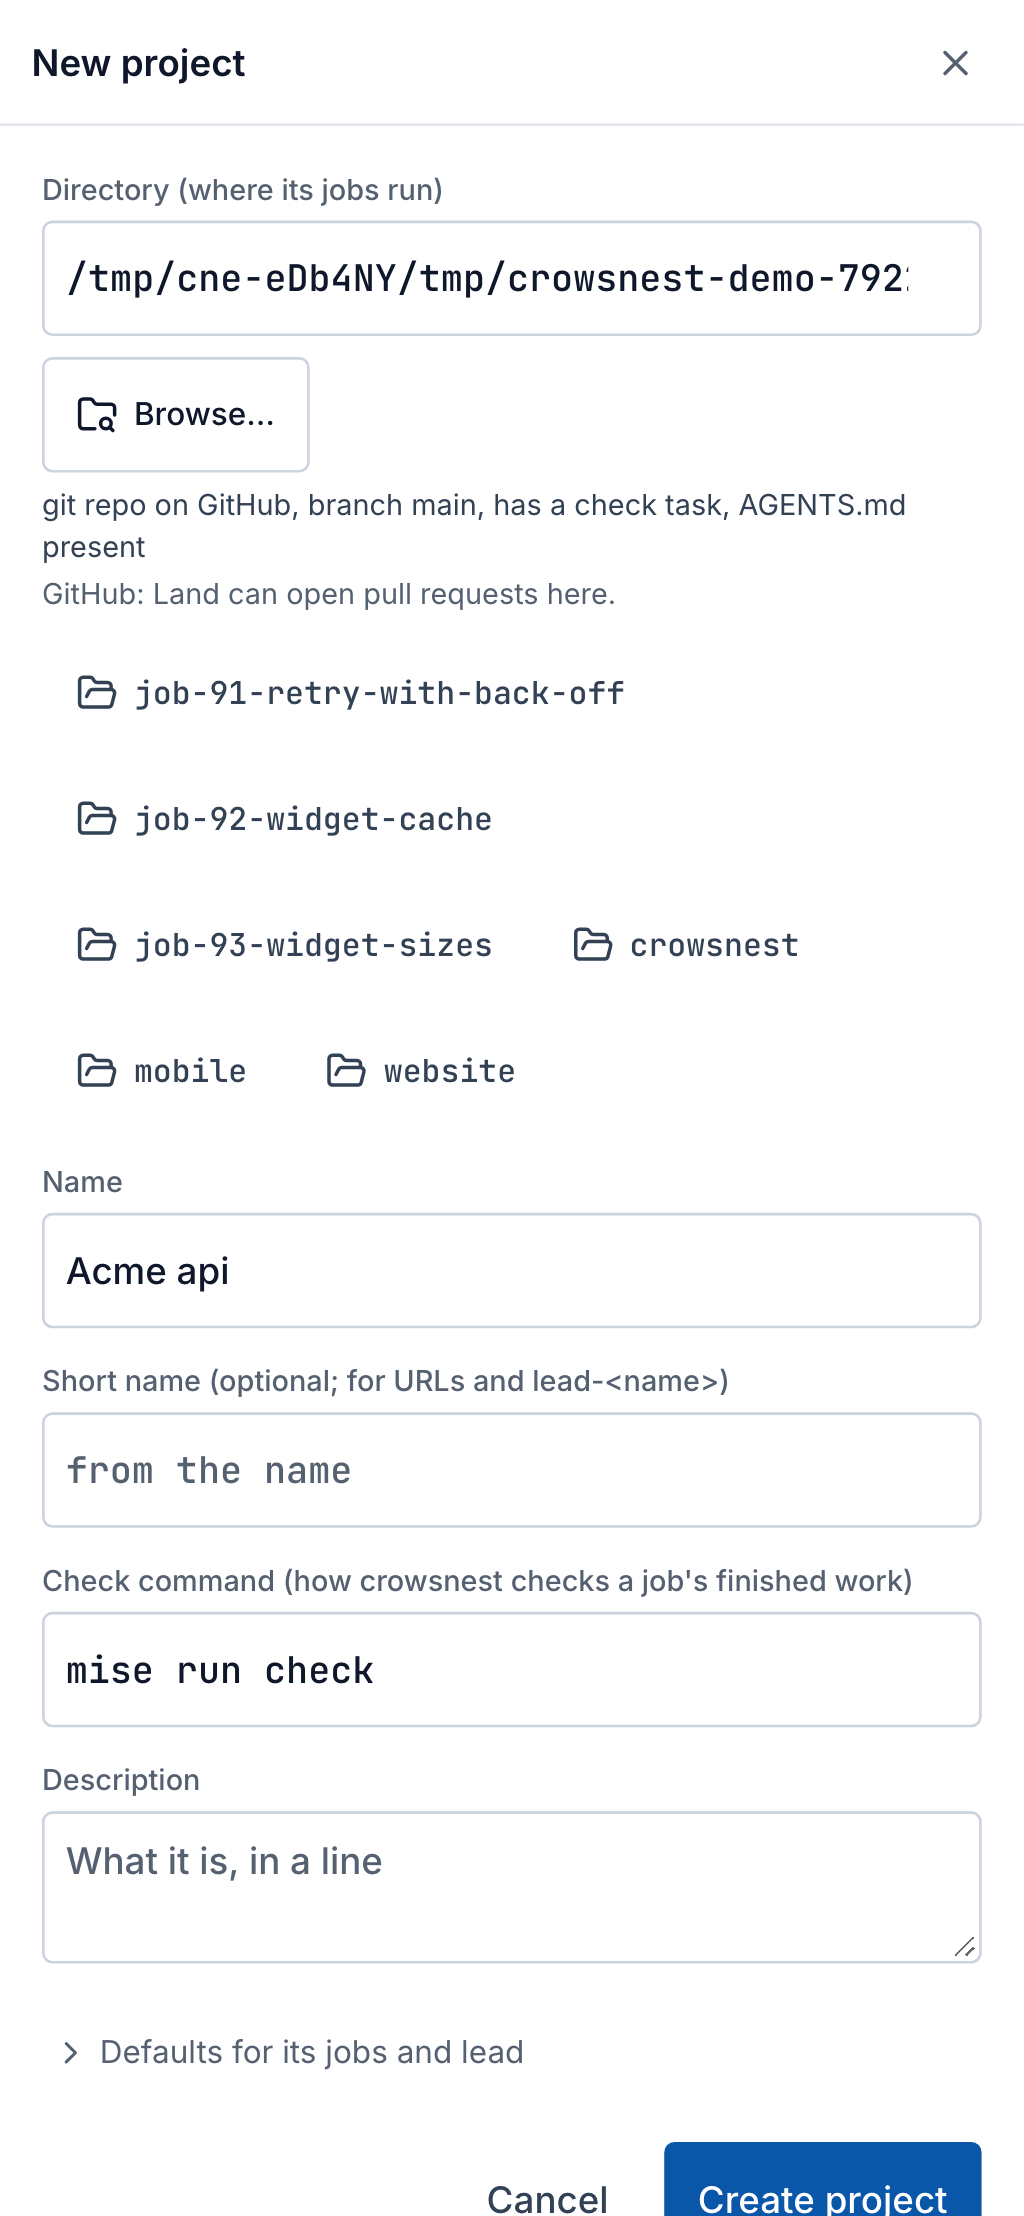 New project
Directory (where its jobs run)
/tmp/cne-eDb4NY/tmp/crowsnest-demo-792
Browse...
git repo on GitHub, branch main, has a check task, AGENTS.md
present
GitHub: Land can open pull requests here.
job-91-retry-with-back-off
job-92-widget-cache
job-93-widget-sizes crowsnest
mobile website
Name
Acme api
Short name (optional; for URLs and lead-<name>)
from the name
Check command (how crowsnest checks a job's finished work)
mise run check
Description
What it is, in a line
Defaults for its jobs and lead
Cancel Create project